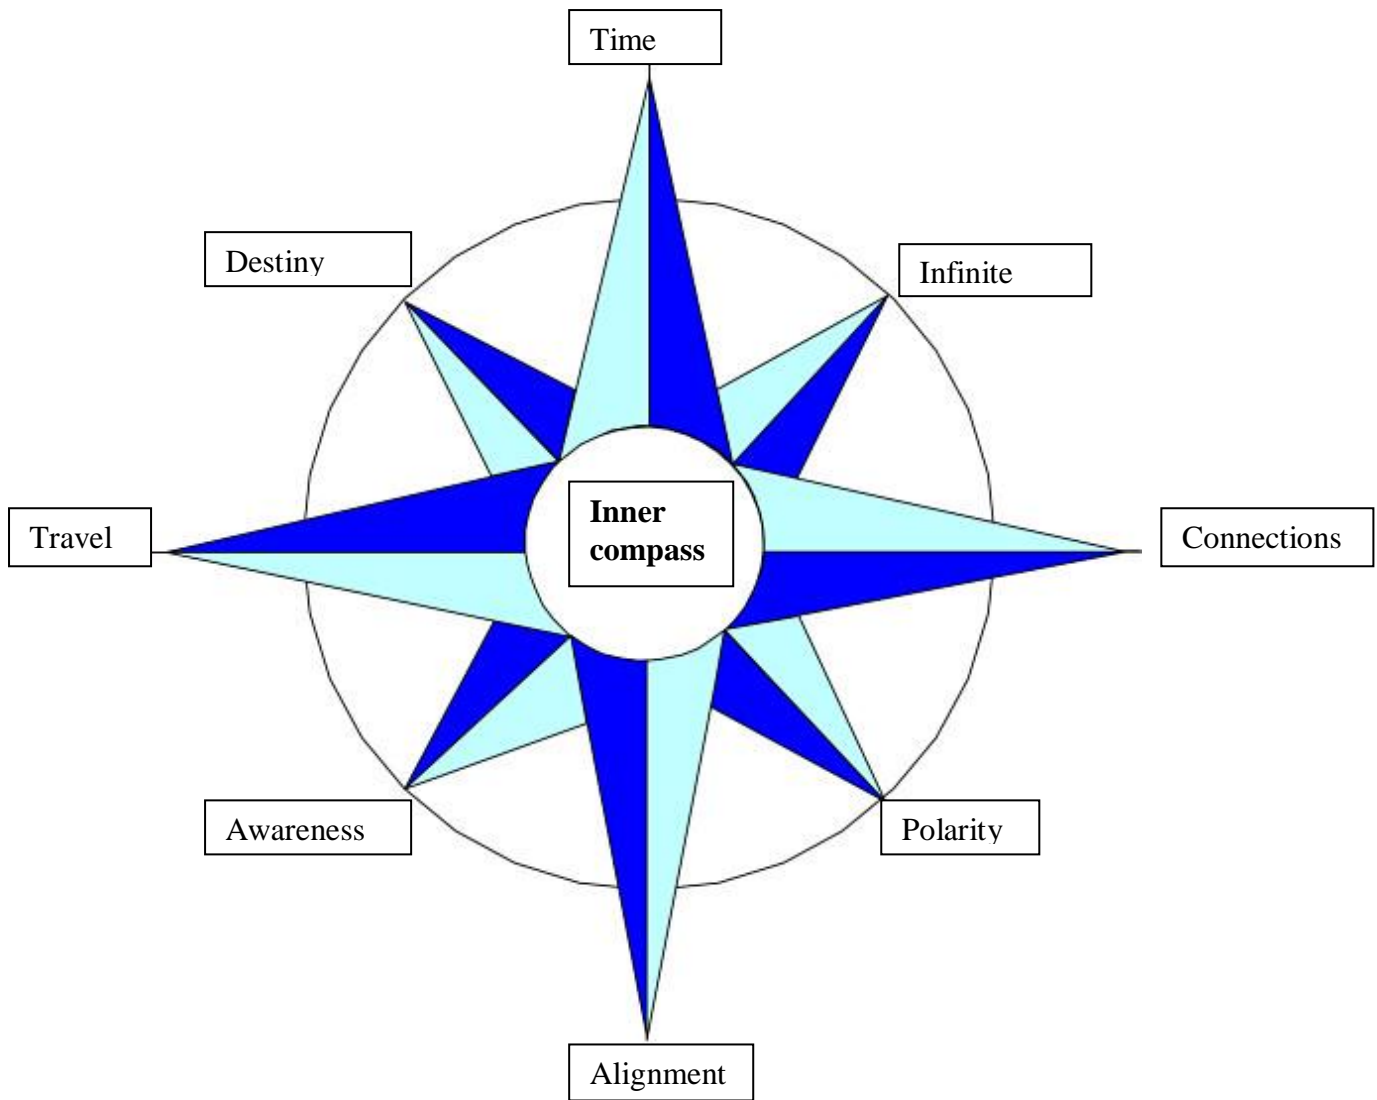 Time
Destiny
Infinite
Travel
Inner
compass
Connections
Awareness
Polarity
Alignment